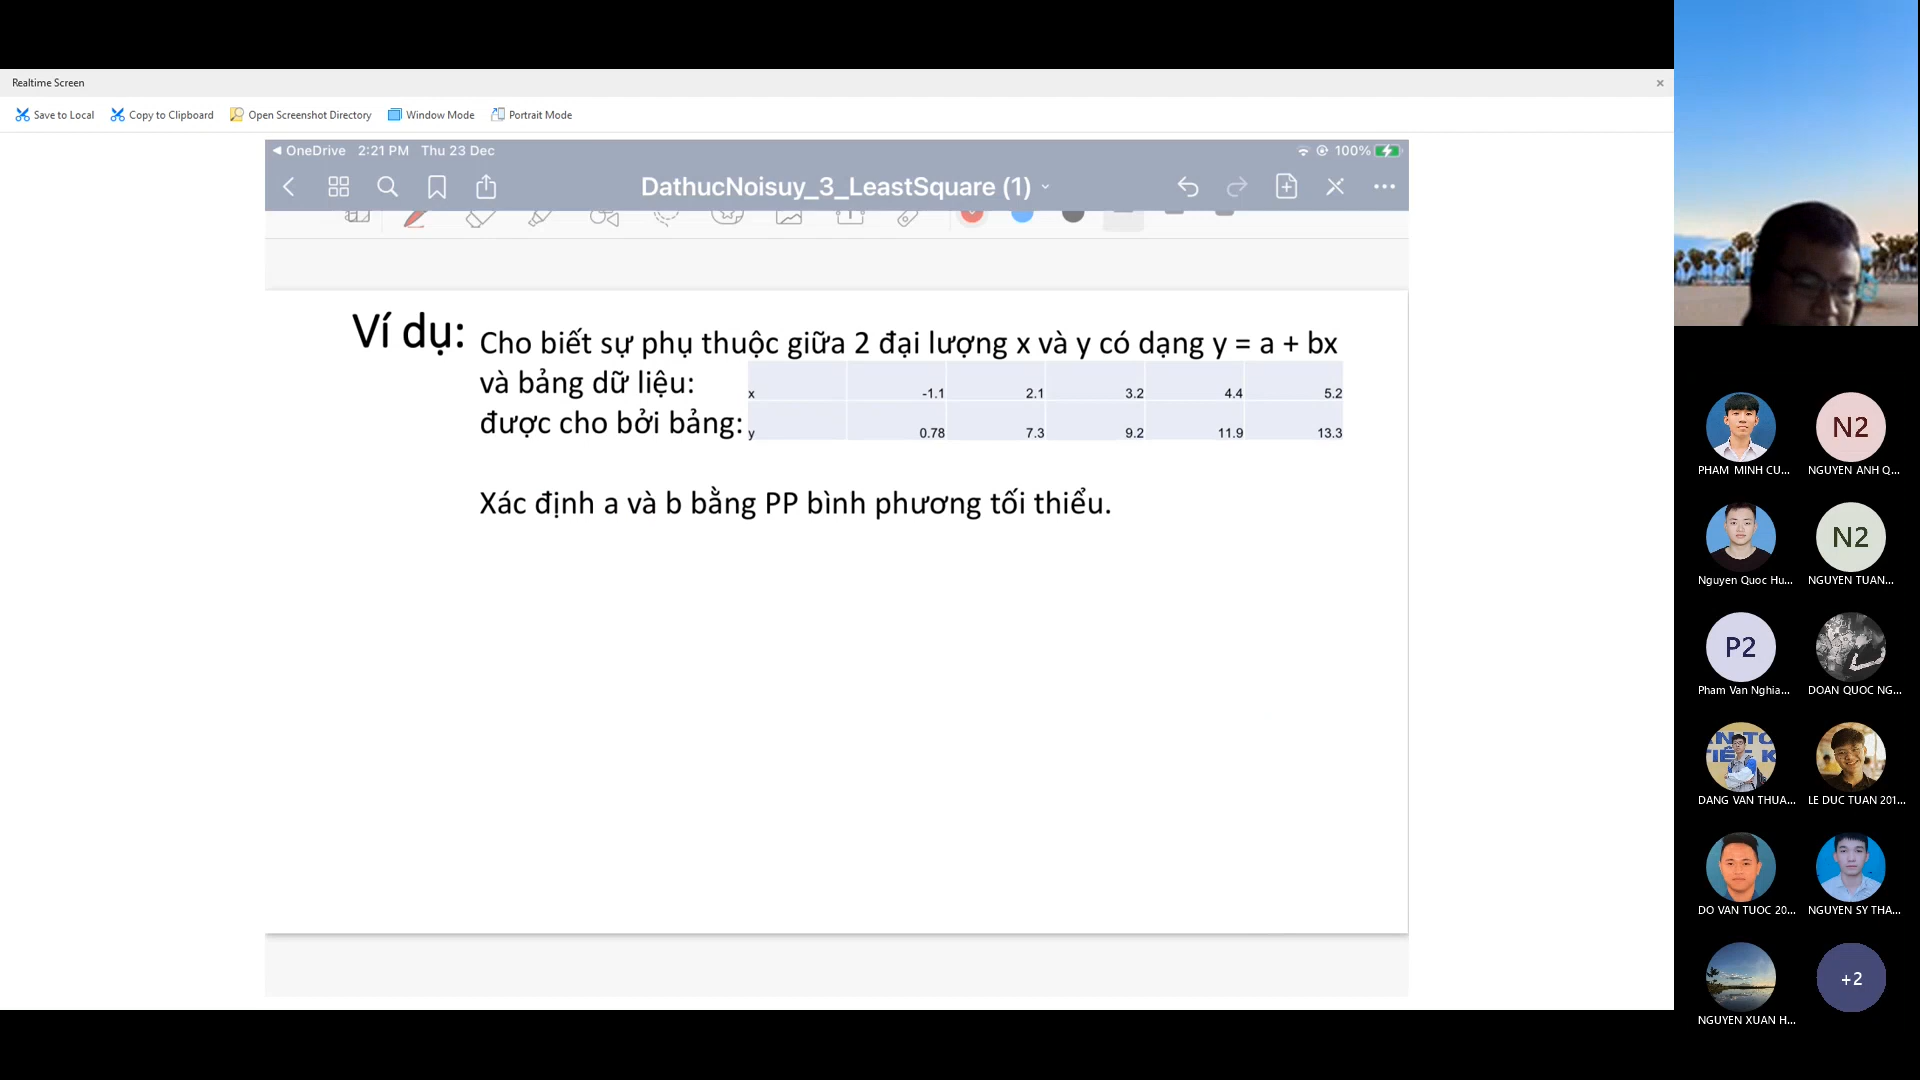 Realtime Screen
Save to Local Copy to Clipboard Open Screenshot Directory Window Mode Portrait Mode
OneDrive 2:21 PM Thu 23 Dec 100%
DathucNoisuy_3_LeastSquare (1)
Ví dụ: Cho biết sự phụ thuộc giữa 2 đại lượng x và y có dạng y = a + bx
và bảng dữ liệu:
được cho bởi bảng:
x -1.1 2.1 3.2 4.4 5.2
y 0.78 7.3 9.2 11.9 13.3
Xác định a và b bằng PP bình phương tối thiểu.
N2
PHAM MINH CU... NGUYEN ANH Q...
N2
Nguyen Quoc Hu... NGUYEN TUAN...
P2
Pham Van Nghia... DOAN QUOC NG...
DANG VAN THUA... LE DUC TUAN 201...
DO VAN TUOC 20... NGUYEN SY THA...
+2
NGUYEN XUAN H...